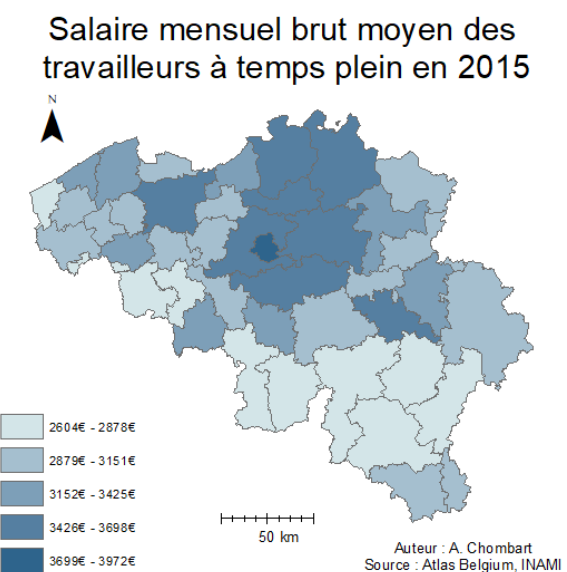 Salaire mensuel brut moyen des
travailleurs à temps plein en 2015
N
2604€ - 2878€
2879€ - 3151€
3152€ - 3425€
3426€ - 3698€
3699€ - 3972€
50 km
Auteur : A. Chombart
Source : Atlas Belgium, INAMI